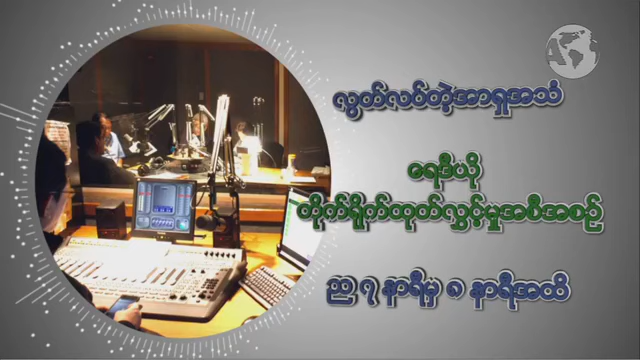 လွတ်လပ်တဲ့အာရှအသံ
ရေဒီယို
တိုက်ရိုက်ထုတ်လွှင့်မှုအစီအစဉ်
ည ၇ နာရီမှ ၈ နာရီအထိ